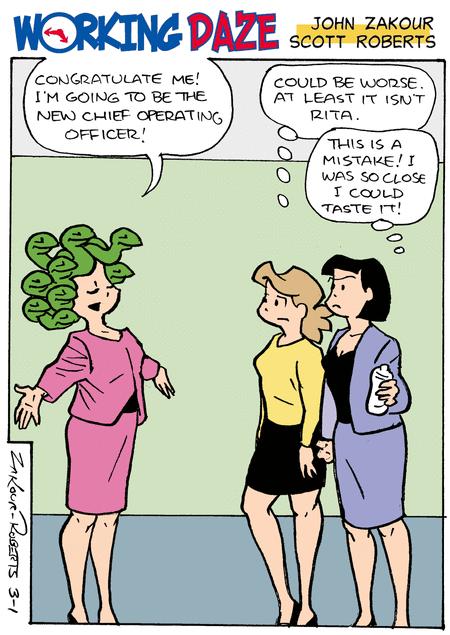 WORKING DAZE
JOHN ZAKOUR
SCOTT ROBERTS
CONGRATULATE ME!
I'M GOING TO BE THE
NEW CHIEF OPERATING
OFFICER!
COULD BE WORSE.
AT LEAST IT ISN'T
RITA.
THIS IS A
MISTAKE! I
WAS SO CLOSE
I COULD
TASTE IT!
ZAKOUR-ROBERTS 3-1